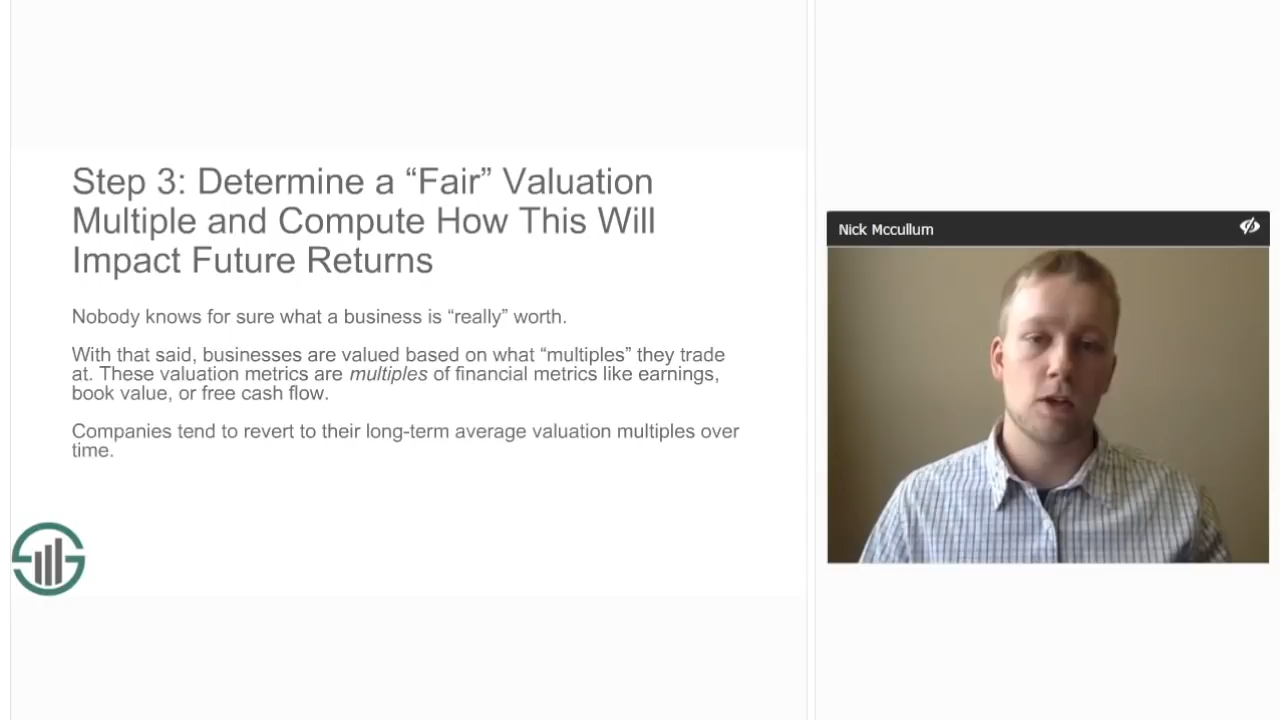 Step 3: Determine a “Fair” Valuation
Multiple and Compute How This Will
Impact Future Returns
Nobody knows for sure what a business is “really” worth.
With that said, businesses are valued based on what “multiples” they trade
at. These valuation metrics are multiples of financial metrics like earnings,
book value, or free cash flow.
Companies tend to revert to their long-term average valuation multiples over
time.
Nick Mccullum